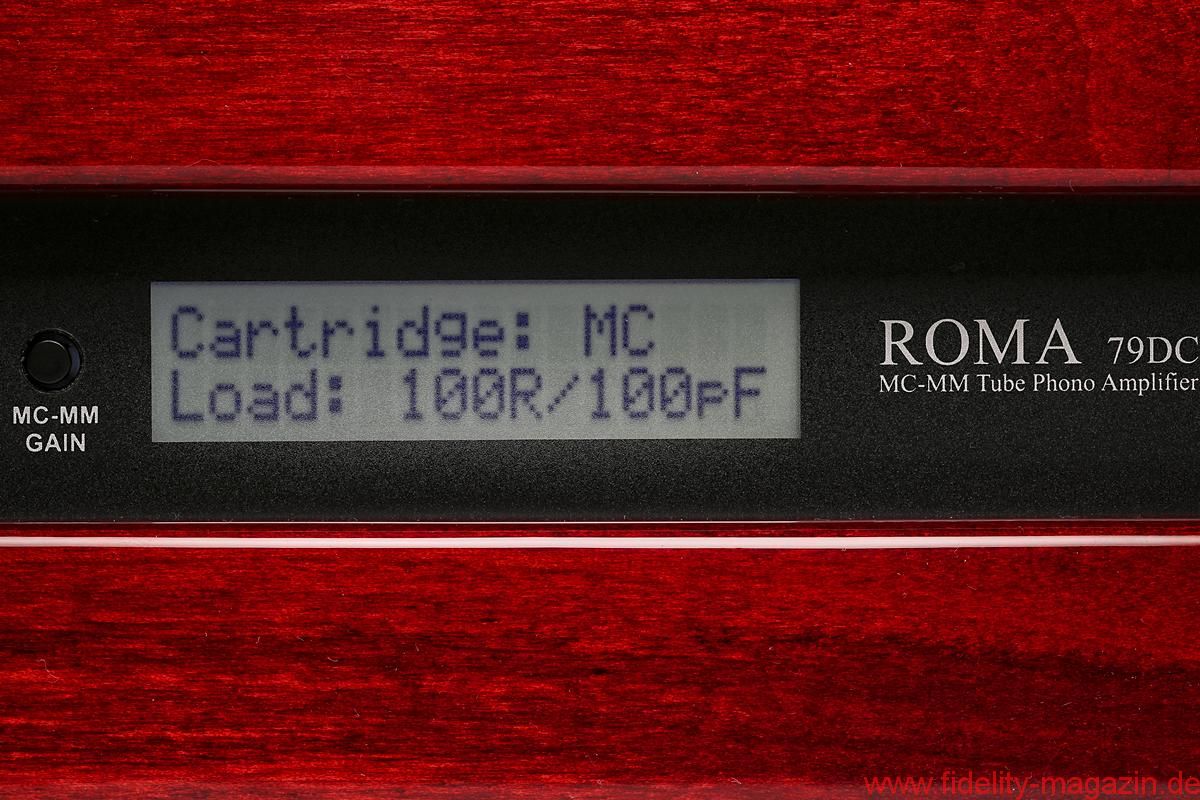 Cartridge: MC
Load: 100R/100pF
MC-MM
GAIN
ROMA 79DC
MC-MM Tube Phono Amplifier
www.fidelity-magazin.de